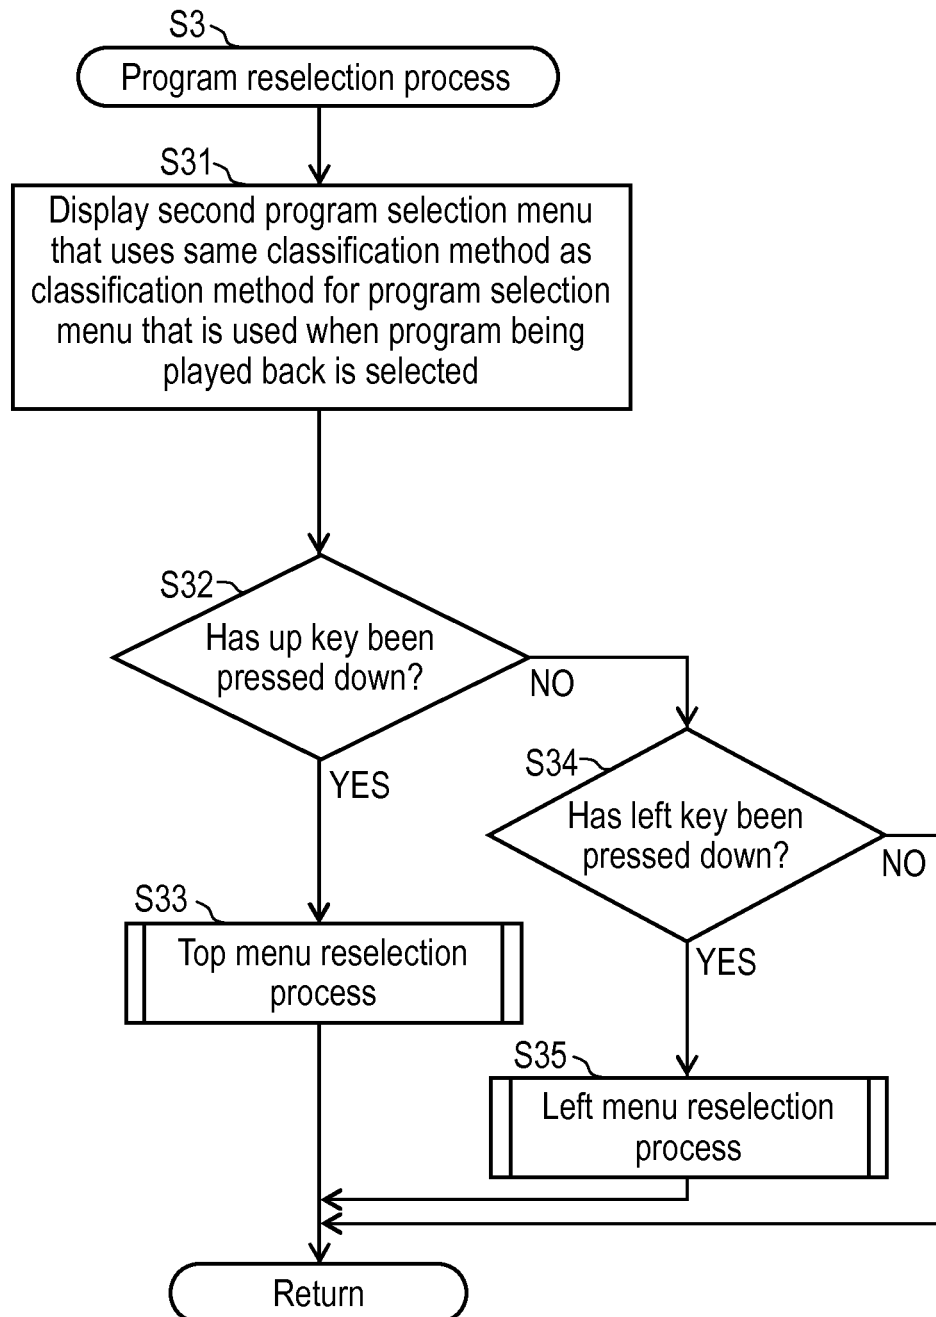 S3
Program reselection process
S31
Display second program selection menu
that uses same classification method as
classification method for program selection
menu that is used when program being
played back is selected
S32
Has up key been
pressed down?
NO
YES
S34
Has left key been
pressed down?
NO
YES
S33
Top menu reselection
process
S35
Left menu reselection
process
Return